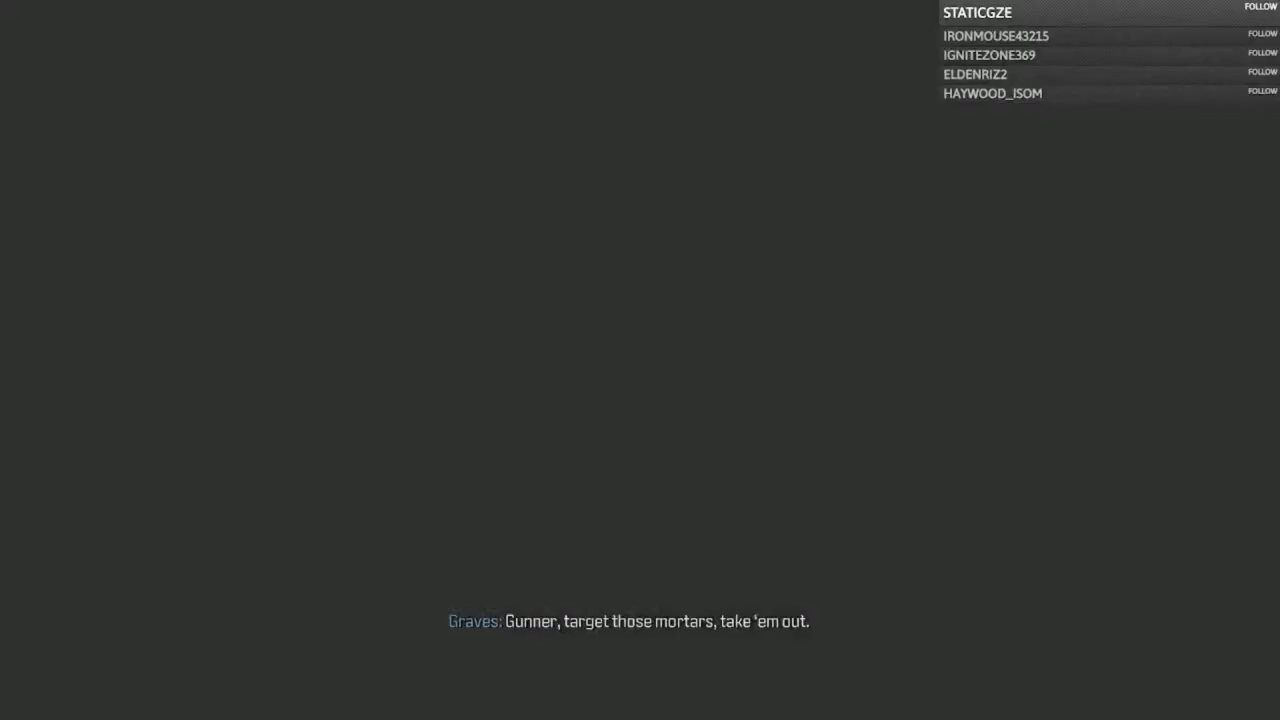 STATICGZE FOLLOW
IRONMOUSE43215 FOLLOW
IGNITEZONE369 FOLLOW
ELDENRIZ2 FOLLOW
HAYWOOD_ISOM FOLLOW
Graves: Gunner, target those mortars, take 'em out.